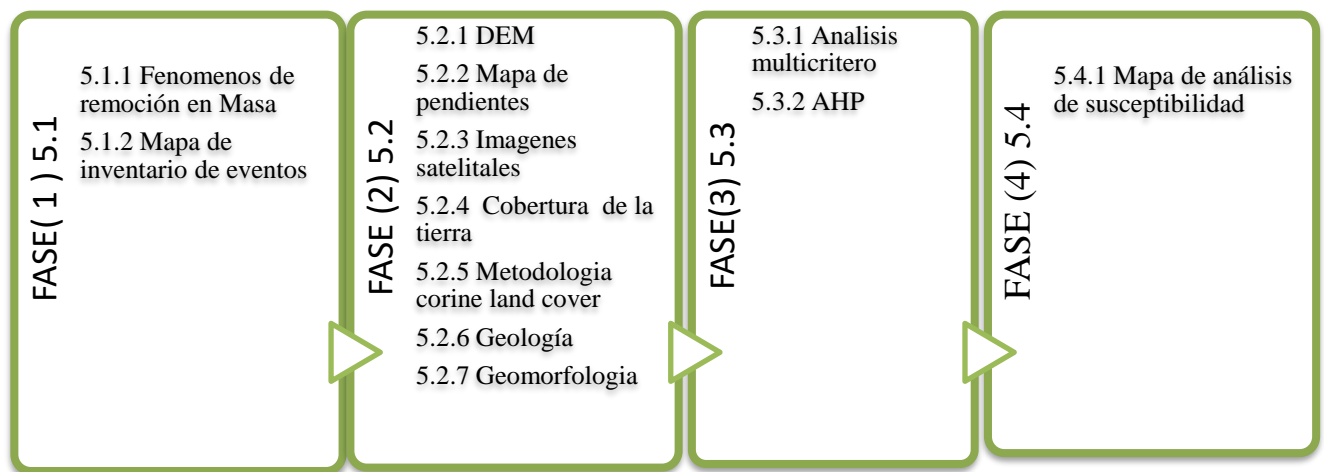 FASE( 1 ) 5.1
5.1.1 Fenomenos de
remoción en Masa
5.1.2 Mapa de
inventario de eventos
FASE (2) 5.2
5.2.1 DEM
5.2.2 Mapa de
pendientes
5.2.3 Imagenes
satelitales
5.2.4 Cobertura de la
tierra
5.2.5 Metodologia
corine land cover
5.2.6 Geología
5.2.7 Geomorfologia
FASE(3) 5.3
5.3.1 Analisis
multicritero
5.3.2 AHP
FASE (4) 5.4
5.4.1 Mapa de análisis
de susceptibilidad